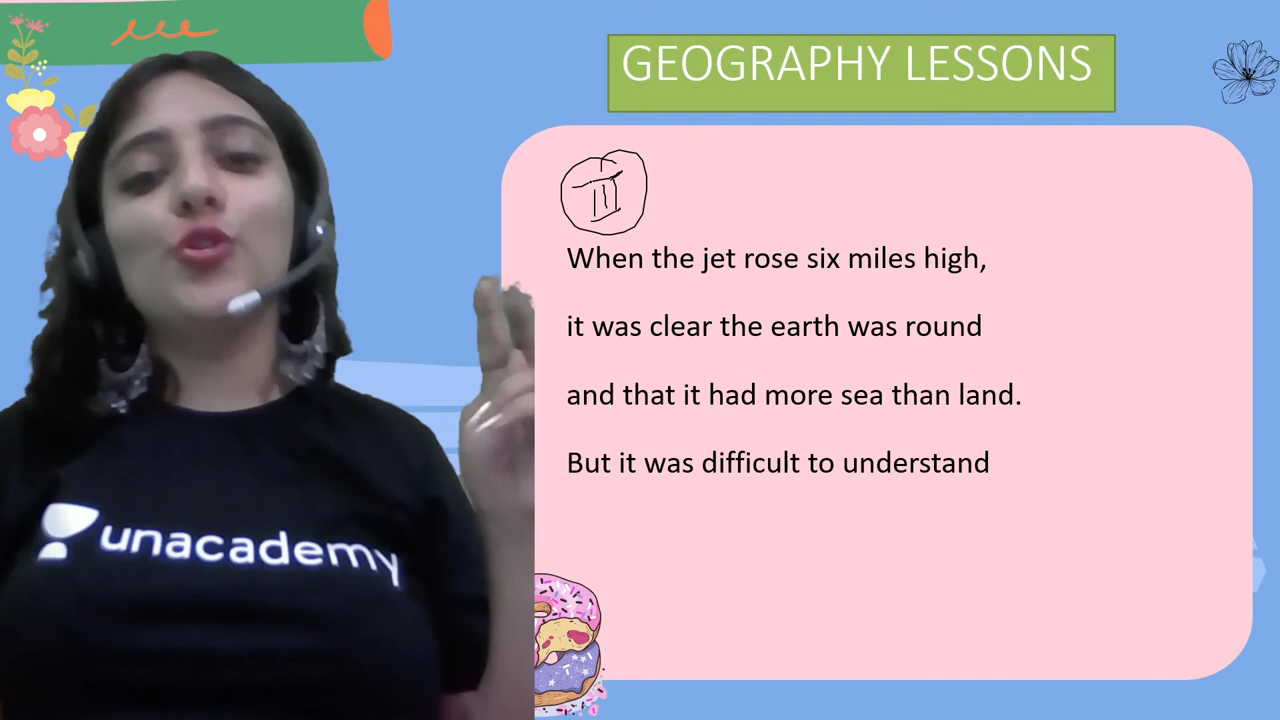 GEOGRAPHY LESSONS
III
When the jet rose six miles high,
it was clear the earth was round
and that it had more sea than land.
But it was difficult to understand
unacademy